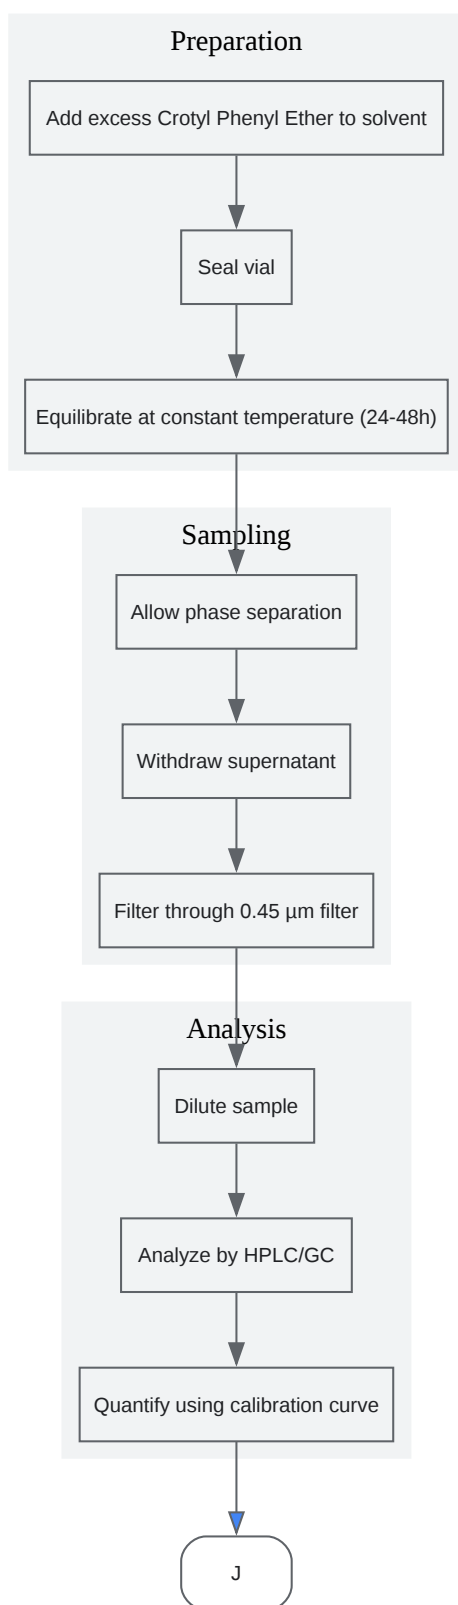 Preparation
Add excess Crotyl Phenyl Ether to solvent
Seal vial
Equilibrate at constant temperature (24-48h)
Sampling
Allow phase separation
Withdraw supernatant
Filter through 0.45 µm filter
Analysis
Dilute sample
Analyze by HPLC/GC
Quantify using calibration curve
J